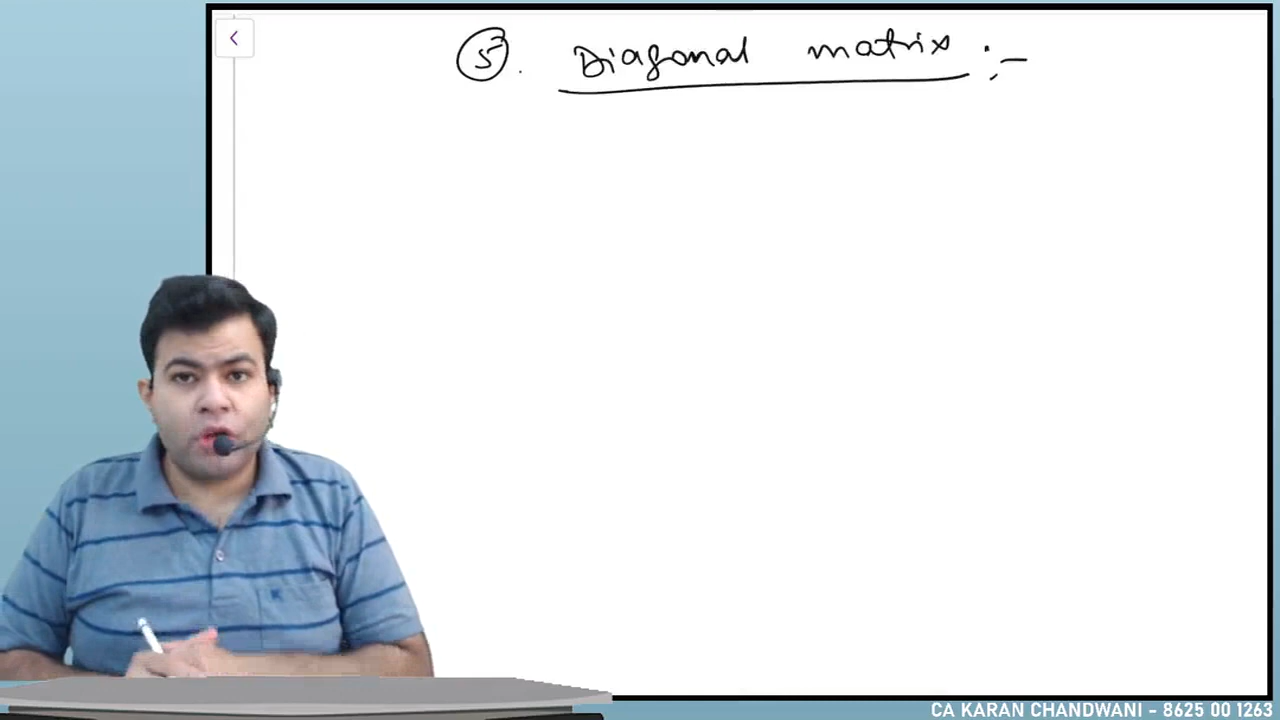 ⑤. Diagonal matrix :-
CA KARAN CHANDWANI - 8625 00 1263